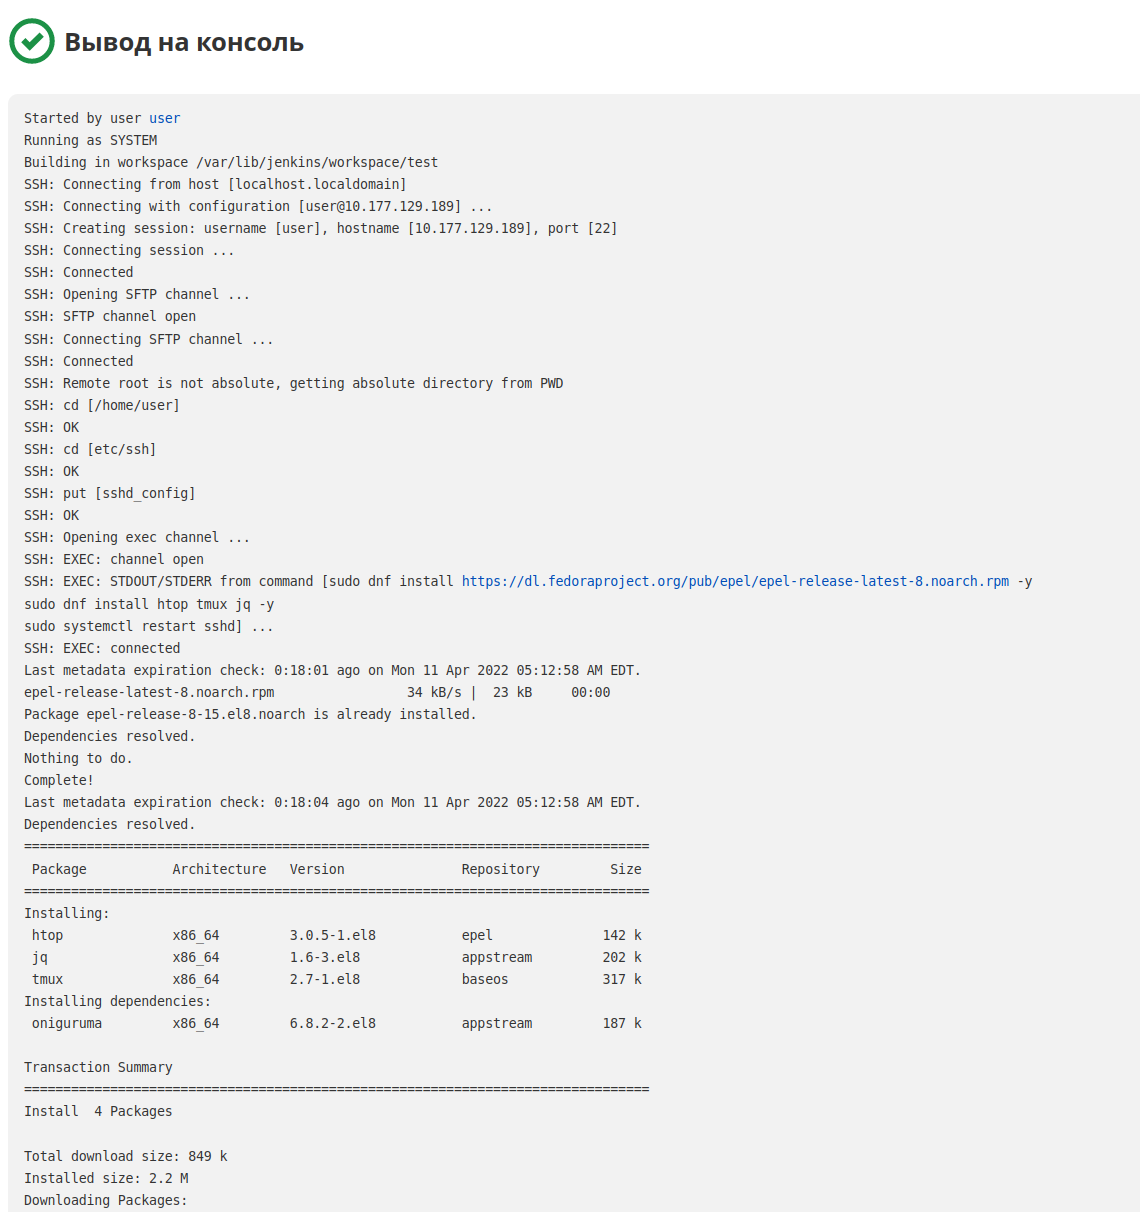 Вывод на консоль
Started by user user
Running as SYSTEM
Building in workspace /var/lib/jenkins/workspace/test
SSH: Connecting from host [localhost.localdomain]
SSH: Connecting with configuration [user@10.177.129.189] ...
SSH: Creating session: username [user], hostname [10.177.129.189], port [22]
SSH: Connecting session ...
SSH: Connected
SSH: Opening SFTP channel ...
SSH: SFTP channel open
SSH: Connecting SFTP channel ...
SSH: Connected
SSH: Remote root is not absolute, getting absolute directory from PWD
SSH: cd [/home/user]
SSH: OK
SSH: cd [etc/ssh]
SSH: OK
SSH: put [sshd_config]
SSH: OK
SSH: Opening exec channel ...
SSH: EXEC: channel open
SSH: EXEC: STDOUT/STDERR from command [sudo dnf install https://dl.fedoraproject.org/pub/epel/epel-release-latest-8.noarch.rpm -y
sudo dnf install htop tmux jq -y
sudo systemctl restart sshd] ...
SSH: EXEC: connected
Last metadata expiration check: 0:18:01 ago on Mon 11 Apr 2022 05:12:58 AM EDT.
epel-release-latest-8.noarch.rpm                 34 kB/s |  23 kB     00:00
Package epel-release-8-15.el8.noarch is already installed.
Dependencies resolved.
Nothing to do.
Complete!
Last metadata expiration check: 0:18:04 ago on Mon 11 Apr 2022 05:12:58 AM EDT.
Dependencies resolved.
================================================================================
 Package           Architecture   Version               Repository         Size
================================================================================
Installing:
 htop              x86_64         3.0.5-1.el8           epel              142 k
 jq                x86_64         1.6-3.el8             appstream         202 k
 tmux              x86_64         2.7-1.el8             baseos            317 k
Installing dependencies:
 oniguruma         x86_64         6.8.2-2.el8           appstream         187 k
Transaction Summary
================================================================================
Install  4 Packages
Total download size: 849 k
Installed size: 2.2 M
Downloading Packages: